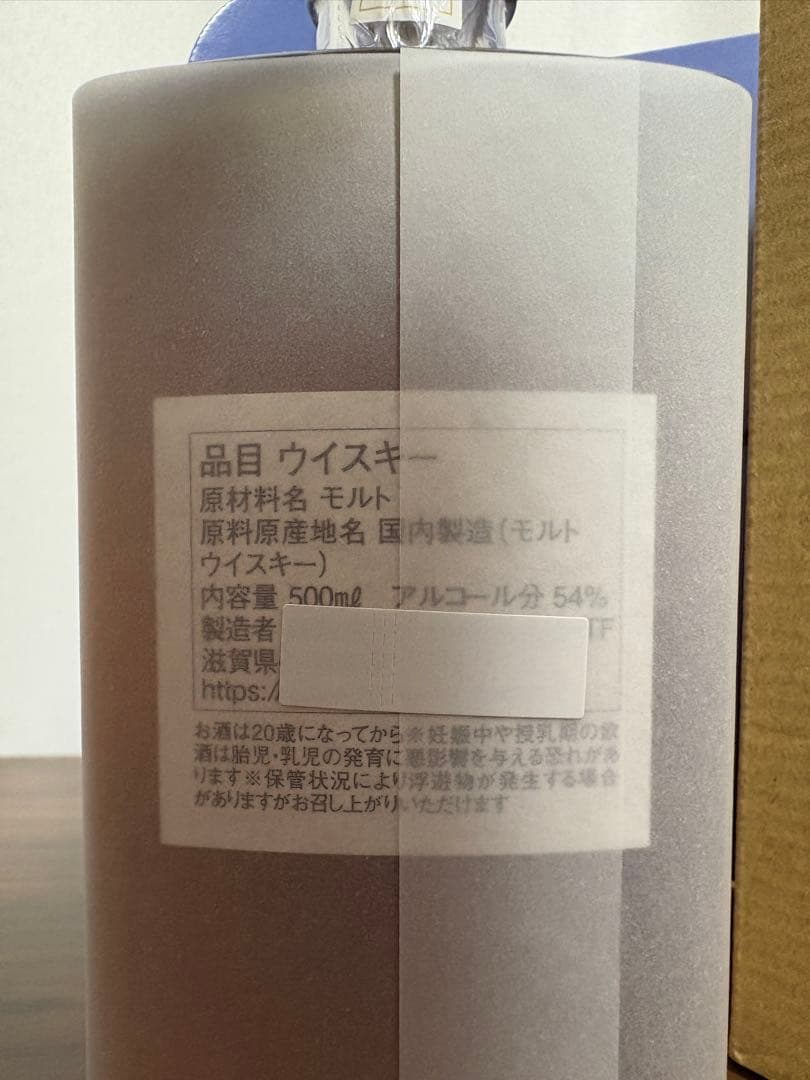 品目 ウイスキー
原材料名 モルト
原料原産地名 国内製造(モルト
ウイスキー)
内容量 500mℓ アルコール分 54%
製造者 TF
滋賀県
https:/
お酒は20歳になってから※妊娠中や授乳期の飲
酒は胎児・乳児の発育に悪影響を与える恐れがあ
ります※保管状況により浮遊物が発生する場合
がありますがお召し上がりいただけます